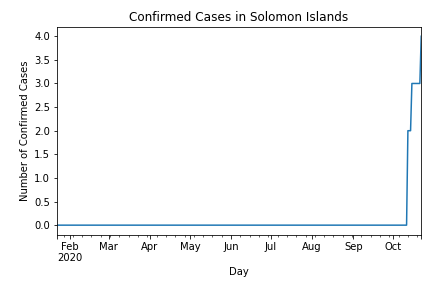 Confirmed Cases in Solomon Islands
4.0
3.5
3.0
2.5
2.0
1.5
1.0
0.5
0.0
Number of Confirmed Cases
Feb Mar Apr May Jun Jul Aug Sep Oct
2020
Day